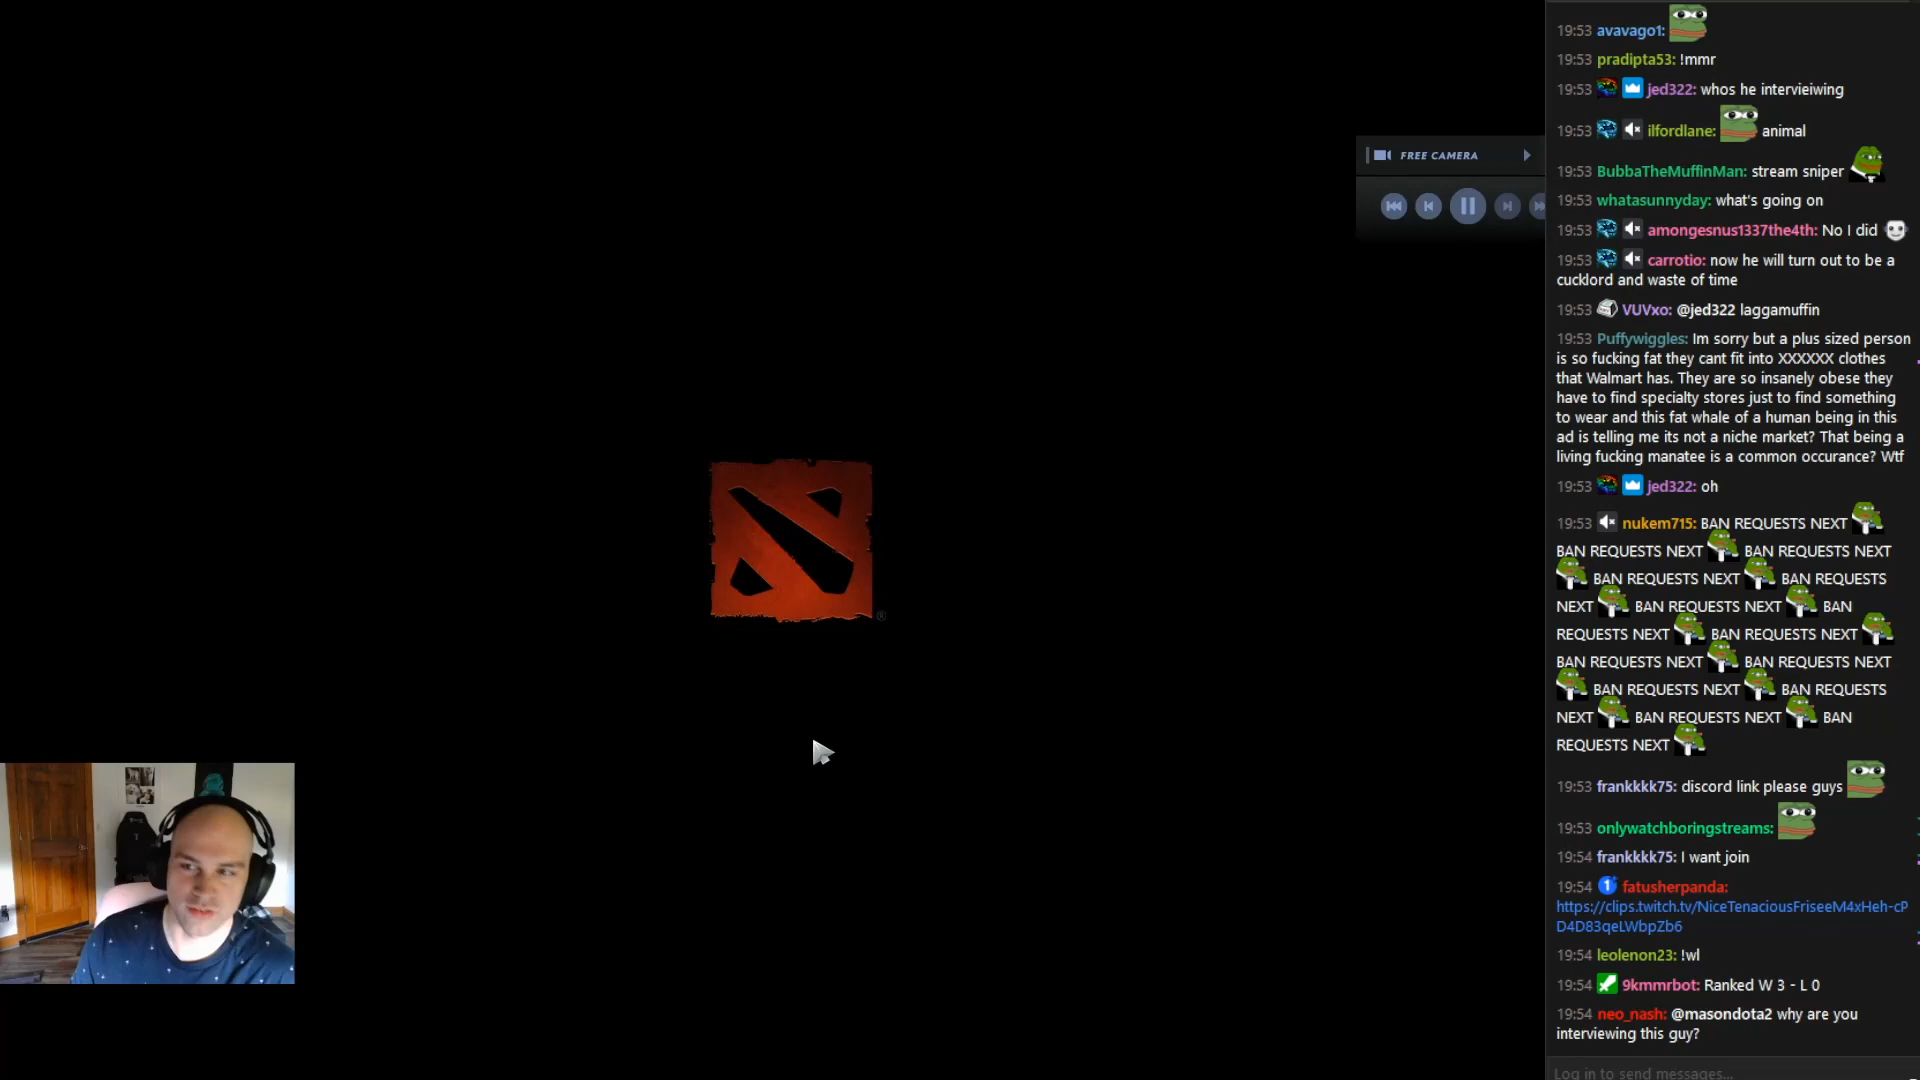 FREE CAMERA
19:53 avavago1:
19:53 pradipta53: !mmr
19:53 jed322: whos he intervieiwing
19:53 ilfordlane: animal
19:53 BubbaTheMuffinMan: stream sniper
19:53 whatasunnyday: what's going on
19:53 amongesnus1337the4th: No I did
19:53 carrotio: now he will turn out to be a
cucklord and waste of time
19:53 VUVxo: @jed322 laggamuffin
19:53 Puffywiggles: Im sorry but a plus sized person
is so fucking fat they cant fit into XXXXXX clothes
that Walmart has. They are so insanely obese they
have to find specialty stores just to find something
to wear and this fat whale of a human being in this
ad is telling me its not a niche market? That being a
living fucking manatee is a common occurance? Wtf
19:53 jed322: oh
19:53 nukem715: BAN REQUESTS NEXT
BAN REQUESTS NEXT BAN REQUESTS NEXT
BAN REQUESTS NEXT BAN REQUESTS
NEXT BAN REQUESTS NEXT BAN
REQUESTS NEXT BAN REQUESTS NEXT
BAN REQUESTS NEXT BAN REQUESTS NEXT
BAN REQUESTS NEXT BAN REQUESTS
NEXT BAN REQUESTS NEXT BAN
REQUESTS NEXT
19:53 frankkkk75: discord link please guys
19:53 onlywatchboringstreams:
19:54 frankkkk75: I want join
19:54 1 fatusherpanda:
https://clips.twitch.tv/NiceTenaciousFriseeM4xHeh-cP
D4D83qeLWbpZb6
19:54 leolenon23: !wl
19:54 9kmmrbot: Ranked W 3 - L 0
19:54 neo_nash: @masondota2 why are you
interviewing this guy?
Log in to send messages...